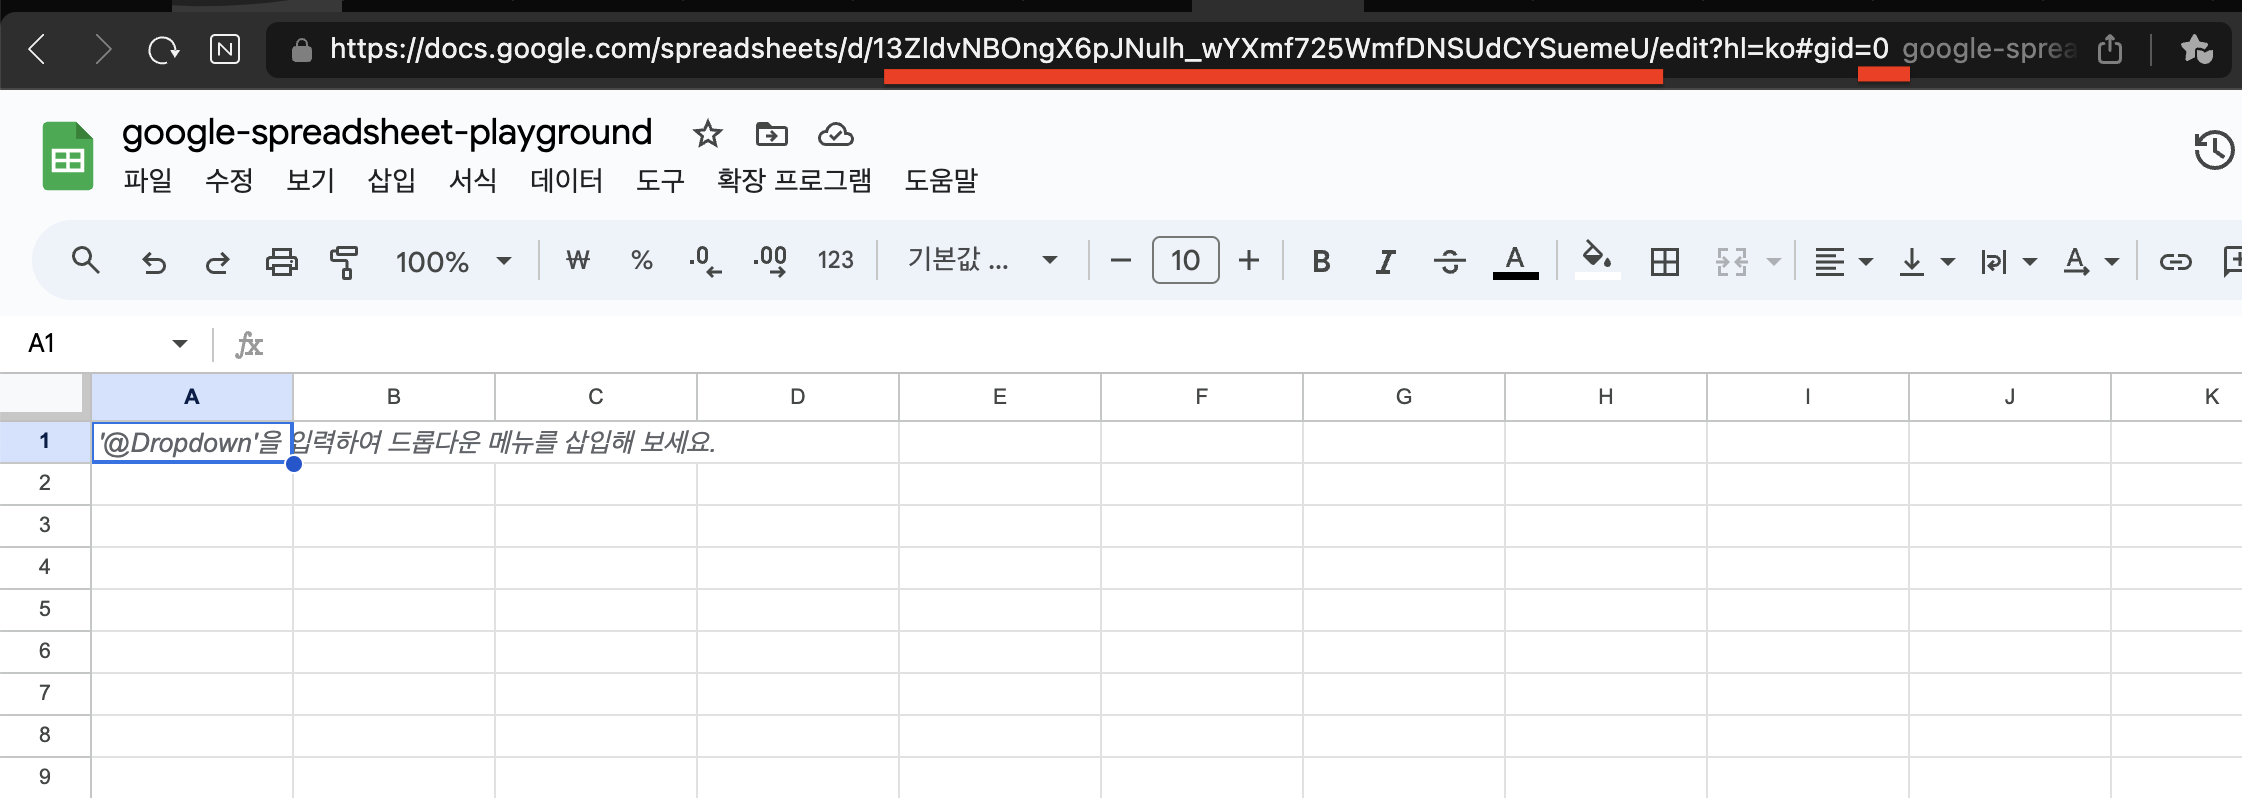 https://docs.google.com/spreadsheets/d/13ZldvNBOngX6pJNulh_wYXmf725WmfDNSUdCYSuemeU/edit?hl=ko#gid=0 google-sprea
google-spreadsheet-playground
파일 수정 보기 삽입 서식 데이터 도구 확장 프로그램 도움말
100% ₩ % .0 .00 123 기본값 ... 10 B I S A
A1 fx
A B C D E F G H I J K
1 '@Dropdown'을 입력하여 드롭다운 메뉴를 삽입해 보세요.
2
3
4
5
6
7
8
9